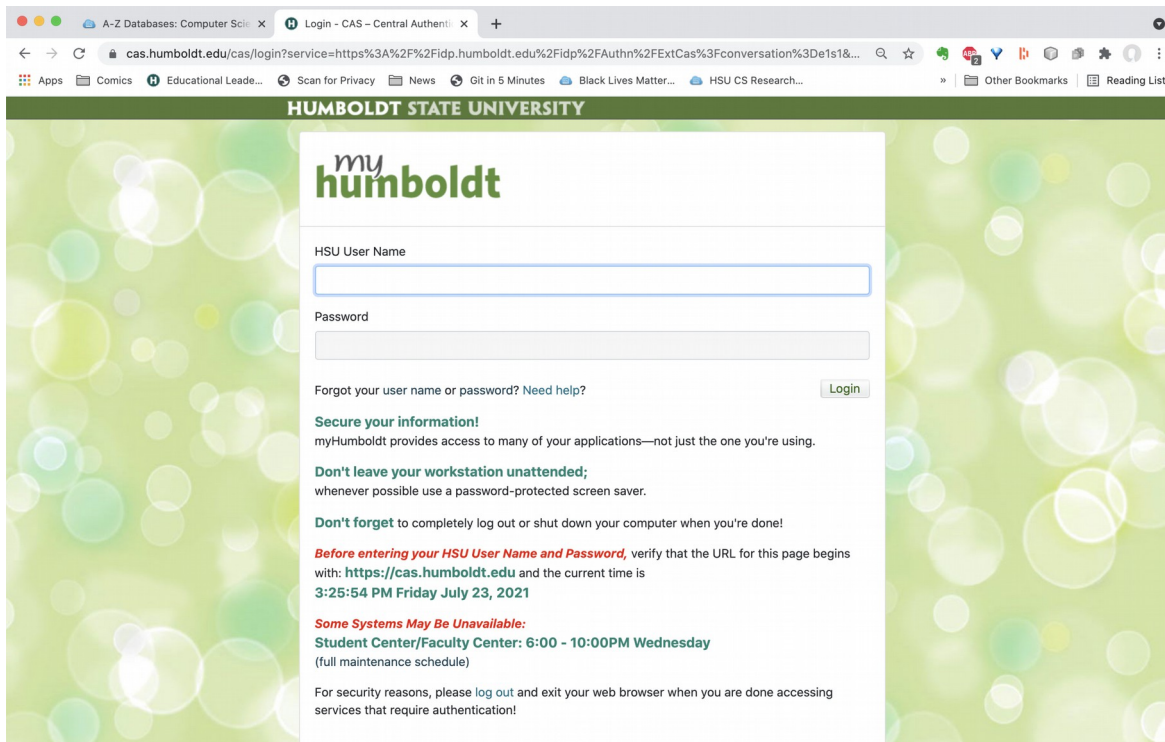 A-Z Databases: Computer Scie
Login - CAS – Central Authenti
cas.humboldt.edu/cas/login?service=https%3A%2F%2Fidp.humboldt.edu%2Fidp%2FAuthn%2FExtCas%3Fconversation%3De1s1&...
Apps Comics Educational Leade... Scan for Privacy News Git in 5 Minutes Black Lives Matter... HSU CS Research... » Other Bookmarks Reading List
HUMBOLDT STATE UNIVERSITY
my
humboldt
HSU User Name
Password
Forgot your user name or password? Need help? Login
Secure your information!
myHumboldt provides access to many of your applications—not just the one you're using.
Don't leave your workstation unattended;
whenever possible use a password-protected screen saver.
Don't forget to completely log out or shut down your computer when you're done!
Before entering your HSU User Name and Password, verify that the URL for this page begins
with: https://cas.humboldt.edu and the current time is
3:25:54 PM Friday July 23, 2021
Some Systems May Be Unavailable:
Student Center/Faculty Center: 6:00 - 10:00PM Wednesday
(full maintenance schedule)
For security reasons, please log out and exit your web browser when you are done accessing
services that require authentication!